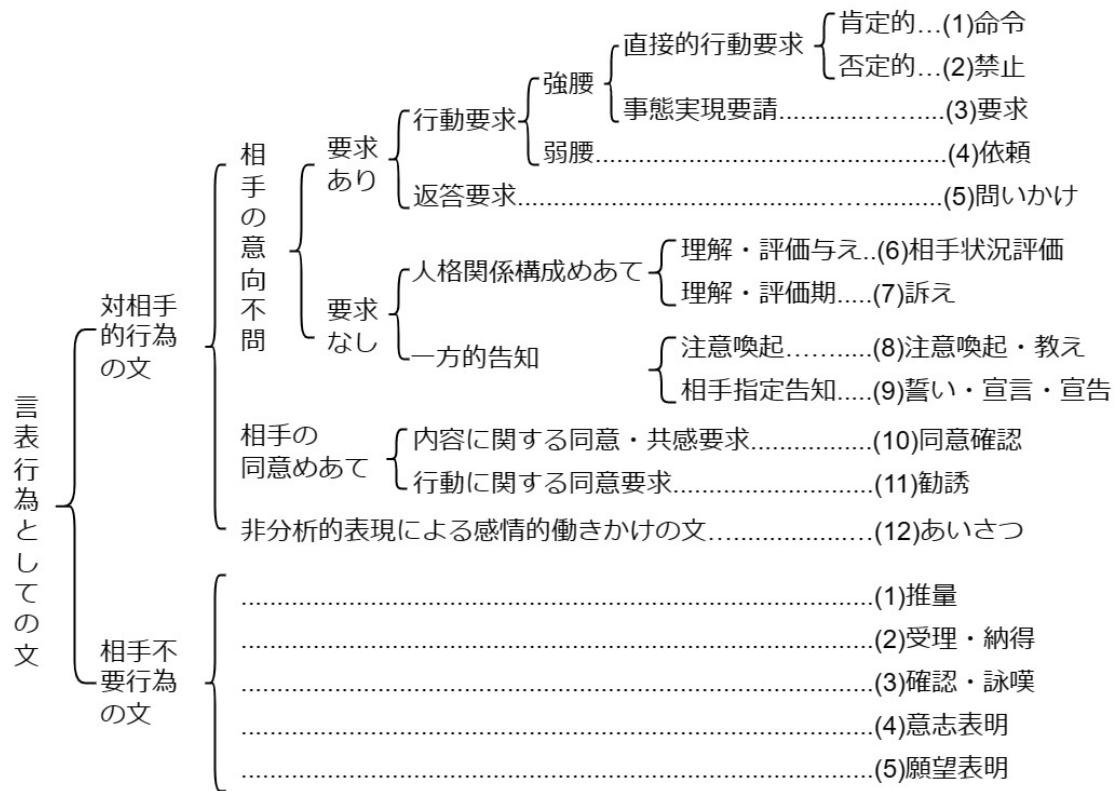 言表行為としての文
対相手
的行為
の文
相手の意向不問
要求
あり
行動要求
強腰
直接的行動要求
肯定的…(1)命令
否定的…(2)禁止
事態実現要請............…….....(3)要求
弱腰.............................................(4)依頼
返答要求........................................……...........(5)問いかけ
要求
なし
人格関係構成めあて
理解・評価与え..(6)相手状況評価
理解・評価期.....(7)訴え
一方的告知
注意喚起……......(8)注意喚起・教え
相手指定告知.....(9)誓い・宣言・宣告
相手の
同意めあて
内容に関する同意・共感要求................(10)同意確認
行動に関する同意要求..........................(11)勧誘
非分析的表現による感情的働きかけの文….................…(12)あいさつ
相手不
要行為
の文
.................................................................................(1)推量
.................................................................................(2)受理・納得
.................................................................................(3)確認・詠嘆
.................................................................................(4)意志表明
.................................................................................(5)願望表明